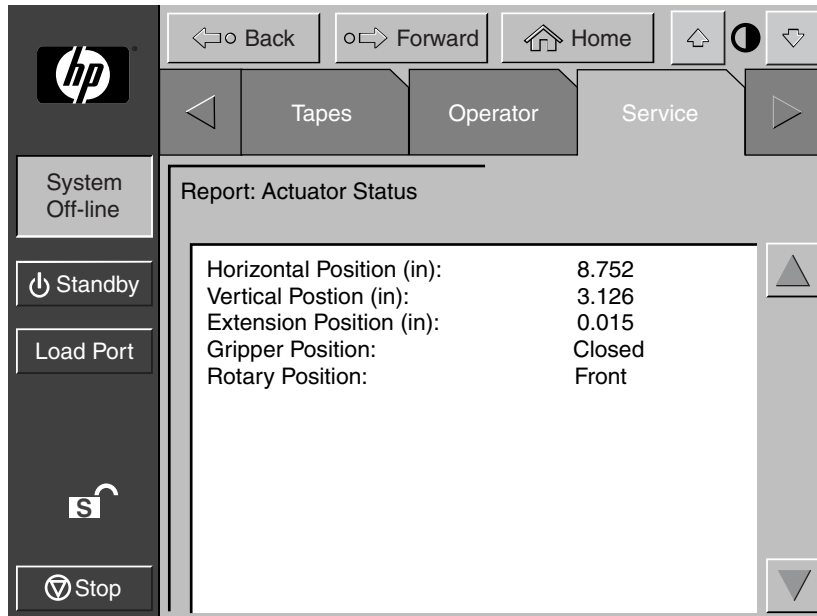 hp
Back
Forward
Home
Tapes
Operator
Service
System
Off-line
Standby
Load Port
S
Stop
Report: Actuator Status
Horizontal Position (in): 8.752
Vertical Postion (in): 3.126
Extension Position (in): 0.015
Gripper Position: Closed
Rotary Position: Front